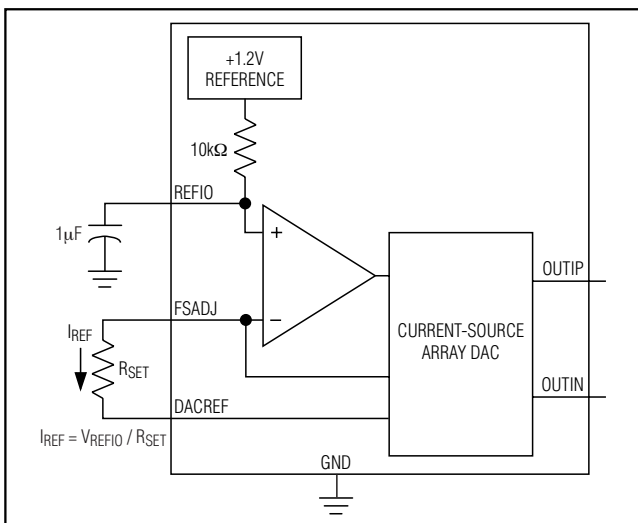 +1.2V
REFERENCE
10kΩ
REFIO
1µF
+
OUTIP
FSADJ
−
CURRENT-SOURCE
ARRAY DAC
IREF
RSET
OUTIN
DACREF
IREF = VREFIO / RSET
GND